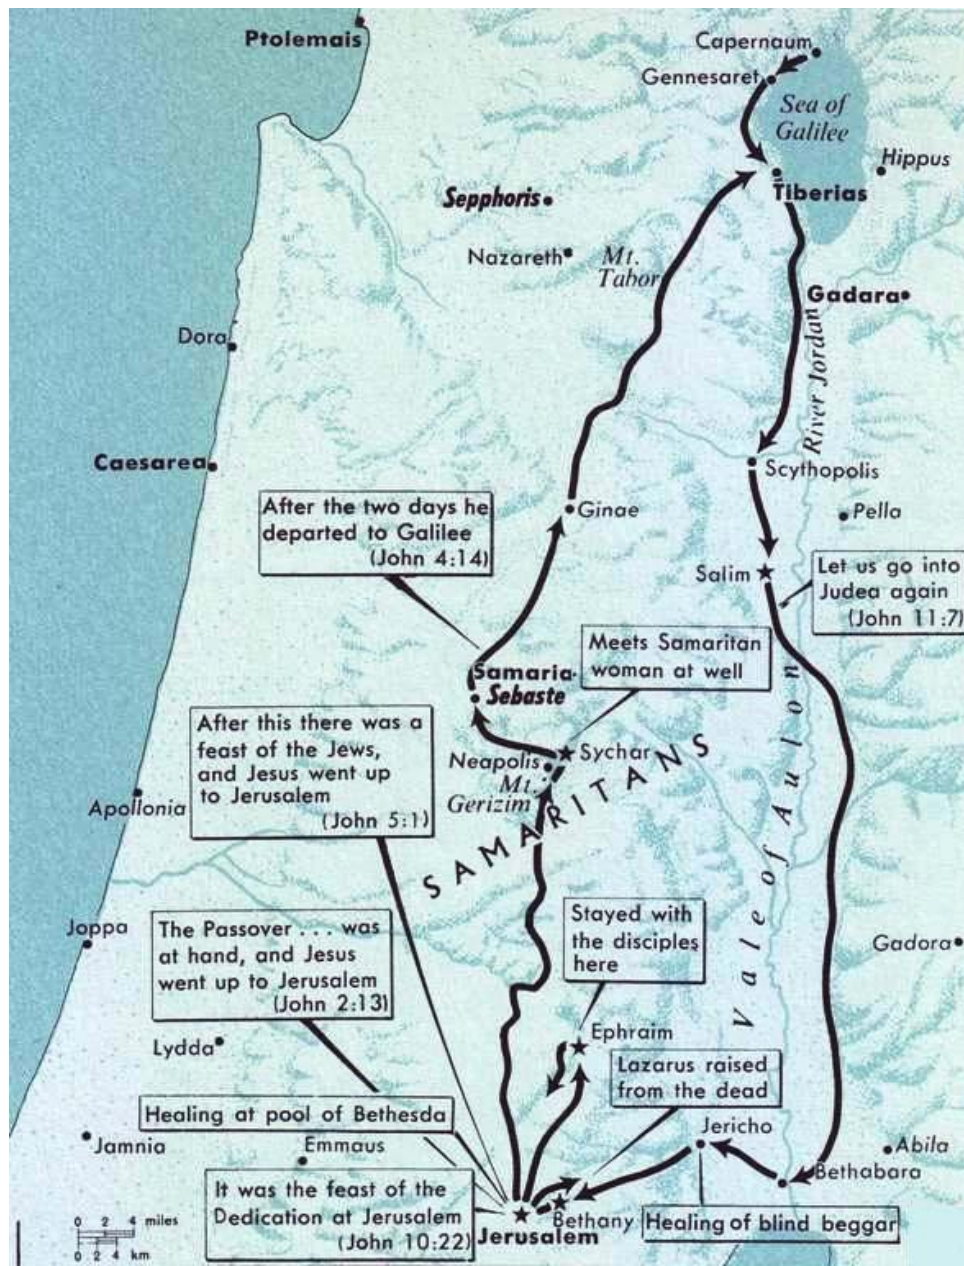 Ptolemais
Capernaum
Gennesaret
Sea of
Galilee
Hippus
Tiberias
Sepphoris
Nazareth
Mt.
Tabor
Gadara
River Jordan
Dora
Caesarea
Scythopolis
After the two days he
departed to Galilee
(John 4:14)
Ginae
Pella
Salim
Let us go into
Judea again
(John 11:7)
Meets Samaritan
woman at well
Samaria
Sebaste
After this there was a
feast of the Jews,
and Jesus went up
to Jerusalem
(John 5:1)
Neapolis
Sychar
Mt.
Gerizim
SAMARITANS
Vale of Aulon
Apollonia
Joppa
The Passover . . . was
at hand, and Jesus
went up to Jerusalem
(John 2:13)
Stayed with
the disciples
here
Gadora
Lydda
Ephraim
Lazarus raised
from the dead
Healing at pool of Bethesda
Jericho
Jamnia
Emmaus
Abila
Bethabara
It was the feast of the
Dedication at Jerusalem
(John 10:22)
Jerusalem
Bethany
Healing of blind beggar
0 2 4 miles
0 2 4 km